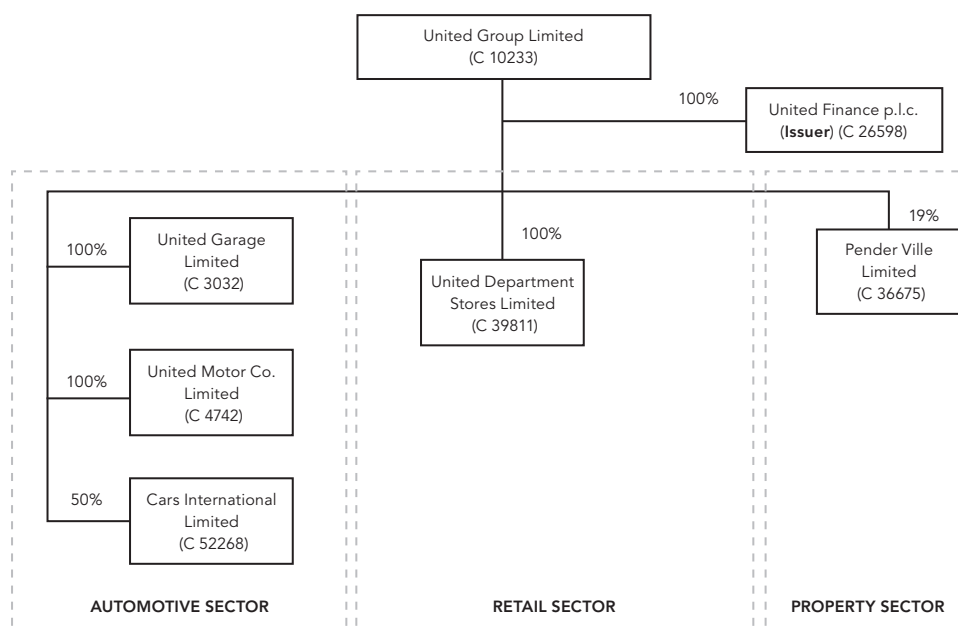 United Group Limited
(C 10233)
100%
United Finance p.l.c.
(Issuer) (C 26598)
100%
United Garage
Limited
(C 3032)
100%
United Motor Co.
Limited
(C 4742)
50%
Cars International
Limited
(C 52268)
AUTOMOTIVE SECTOR
100%
United Department
Stores Limited
(C 39811)
RETAIL SECTOR
19%
Pender Ville
Limited
(C 36675)
PROPERTY SECTOR